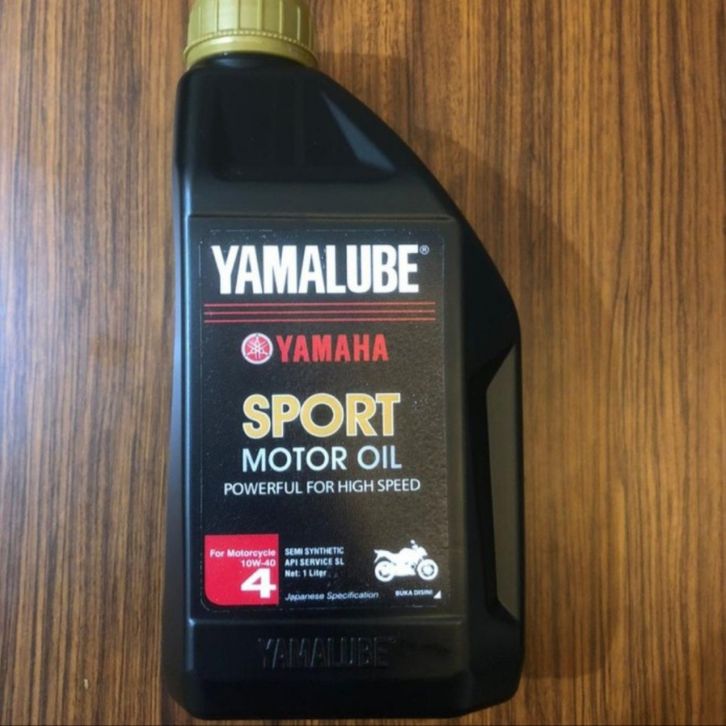 YAMALUBE®
YAMAHA
SPORT
MOTOR OIL
POWERFUL FOR HIGH SPEED
For Motorcycle
10W-40
4
SEMI SYNTHETIC
API SERVICE SL
Net: 1 Liter
Japanese Specification
BUKA DISINI
YAMALUBE